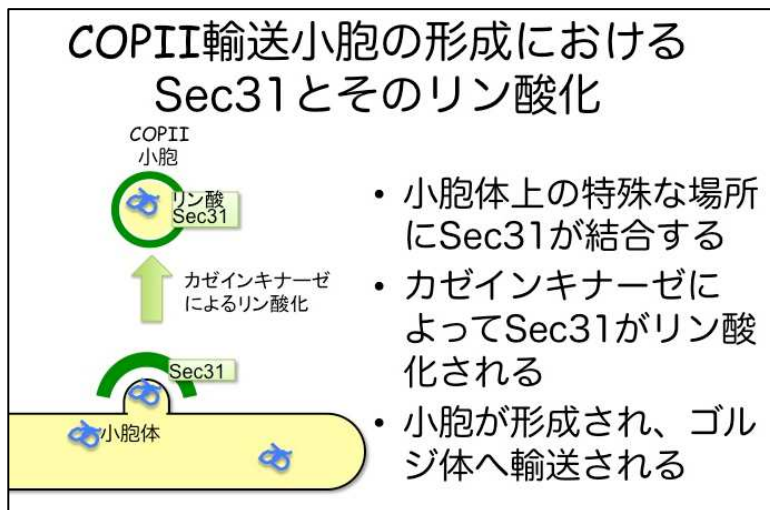 COPII輸送小胞の形成における
Sec31とそのリン酸化
COPII
小胞
リン酸
Sec31
カゼインキナーゼ
によるリン酸化
Sec31
小胞体
• 小胞体上の特殊な場所
にSec31が結合する
• カゼインキナーゼに
よってSec31がリン酸
化される
• 小胞が形成され、ゴル
ジ体へ輸送される